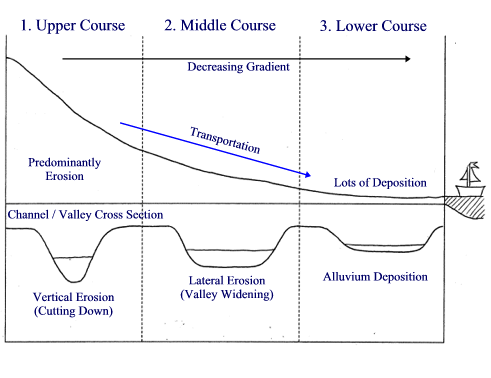 1. Upper Course
2. Middle Course
3. Lower Course
Decreasing Gradient
Transportation
Predominantly
Erosion
Lots of Deposition
Channel / Valley Cross Section
Vertical Erosion
(Cutting Down)
Lateral Erosion
(Valley Widening)
Alluvium Deposition